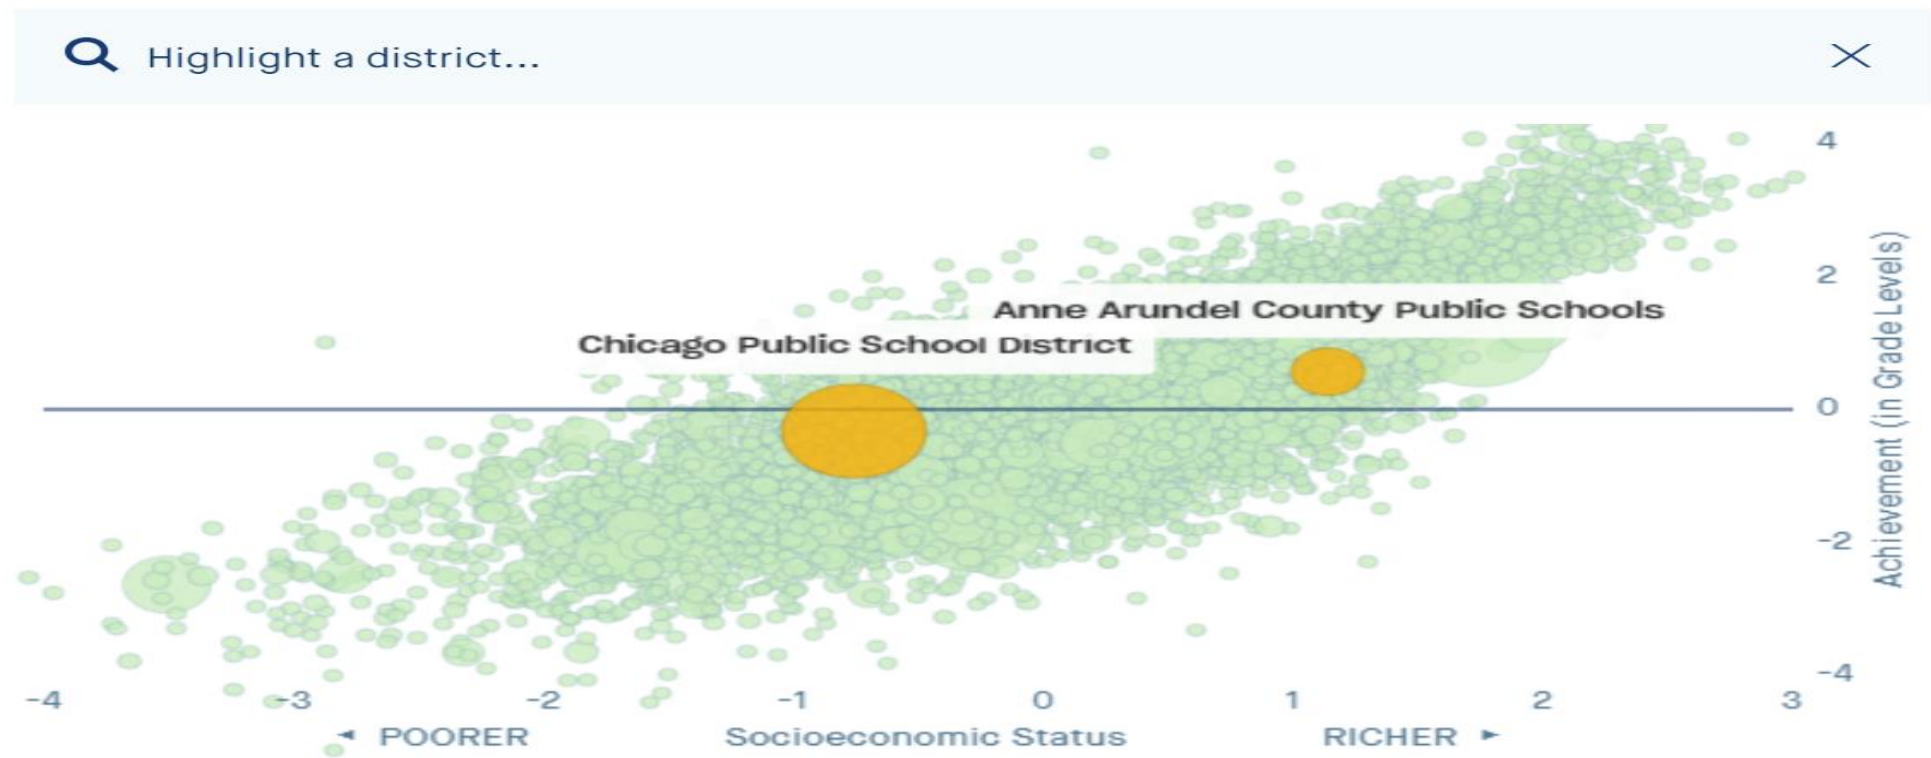 Highlight a district...
4
2
Anne Arundel County Public Schools
Chicago Public School District
0
-2
-4
Achievement (in Grade Levels)
-4 -3 -2 -1 0 1 2 3
◄ POORER Socioeconomic Status RICHER ►